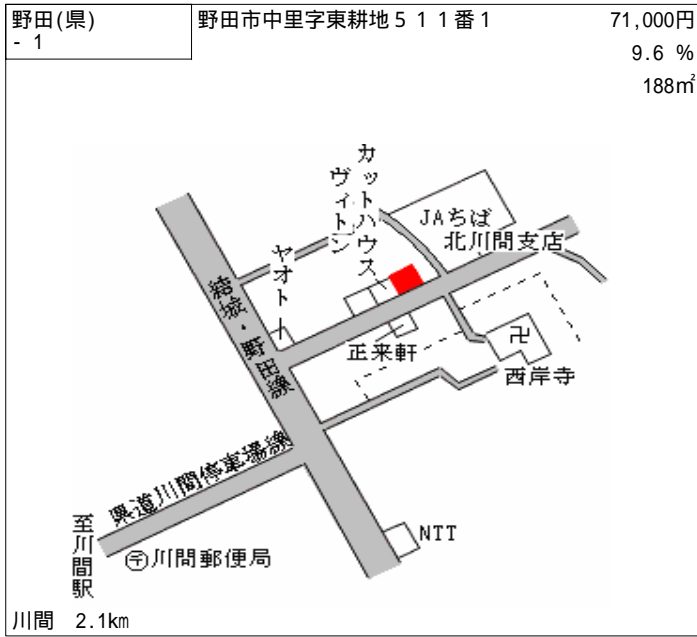 野田(県)
- 1
野田市中里字東耕地５１１番１
71,000円
9.6 %
188㎡
カットハウス
ヴィトン
ヤオトー
JAちば
北川間支店
結城・野田線
正来軒
卍
西岸寺
県道川間停車場線
至川間駅
〒川間郵便局
NTT
川間 2.1km